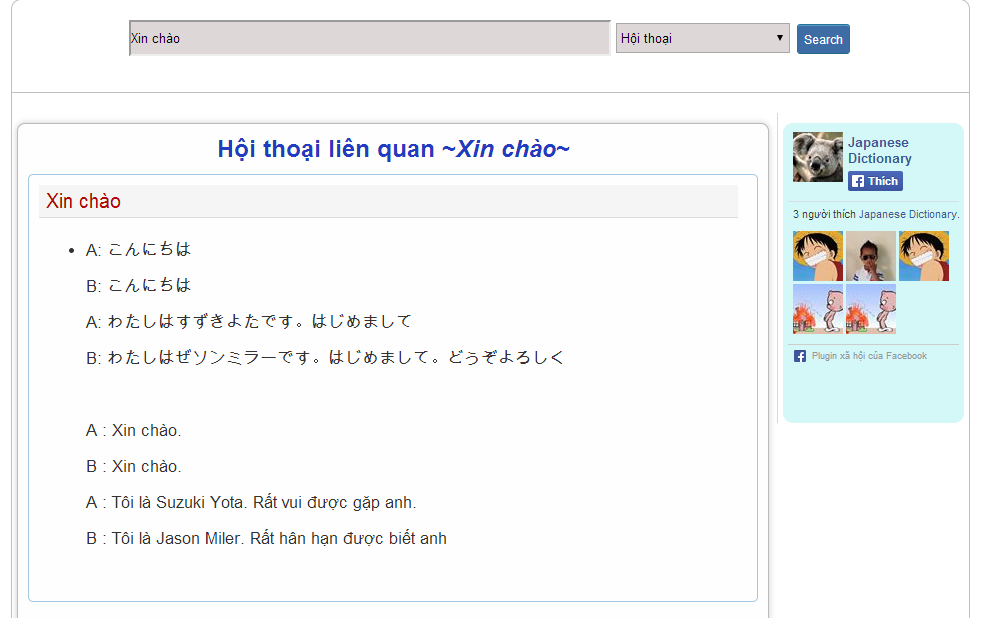 Xin chào
Hội thoại
Search
Hội thoại liên quan ~Xin chào~
Xin chào
A: こんにちは
B: こんにちは
A: わたしはすずきよたです。はじめまして
B: わたしはぜソンミラーです。はじめまして。どうぞよろしく
A : Xin chào.
B : Xin chào.
A : Tôi là Suzuki Yota. Rất vui được gặp anh.
B : Tôi là Jason Miler. Rất hân hạn được biết anh
Japanese
Dictionary
Thích
3 người thích Japanese Dictionary.
Plugin xã hội của Facebook